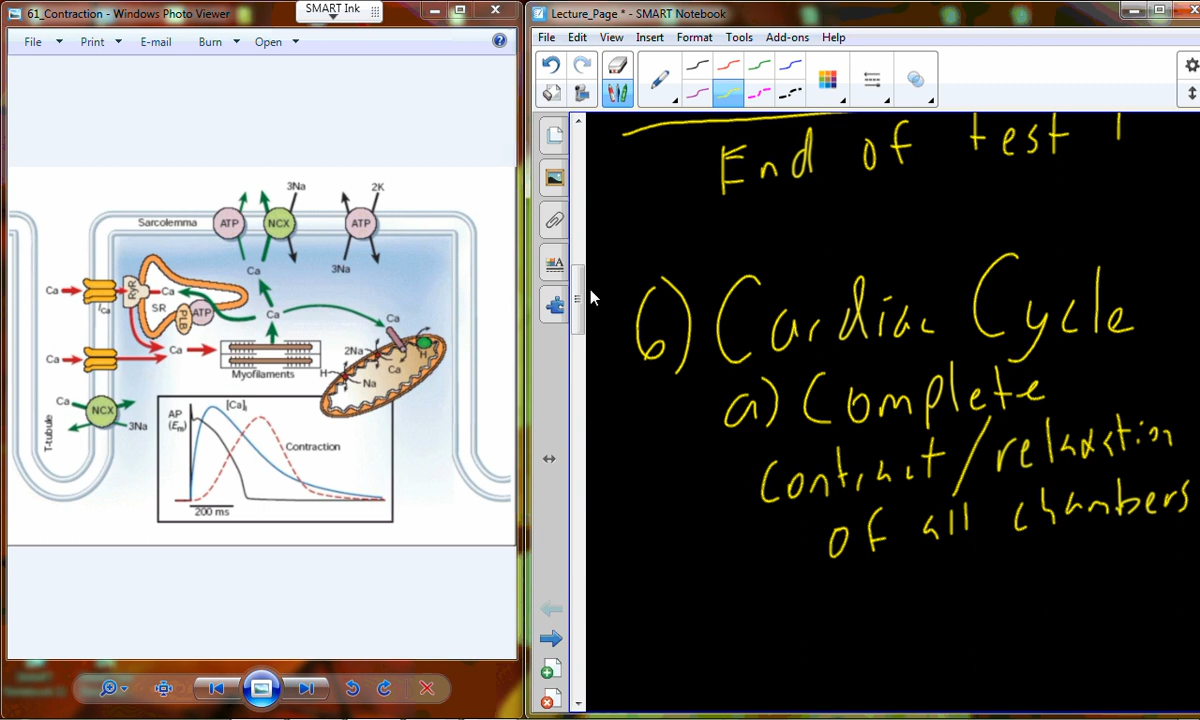 61_Contraction - Windows Photo Viewer
SMART Ink
File Print E-mail Burn Open
3Na 2K
Sarcolemma ATP NCX ATP
3Na
Ca
Ca RyR Ca
SR
ICa
PLB ATP
Ca Ca
Ca Ca
2Na H
Myofilaments
Ca
H
Na
Ca
NCX
3Na
T-tubule
AP
(Em)
[Ca]i
Contraction
200 ms
Lecture_Page * - SMART Notebook
File Edit View Insert Format Tools Add-ons Help
End of test 1
6) Cardiac Cycle
a) Complete
contract/relaxation
of all chambers